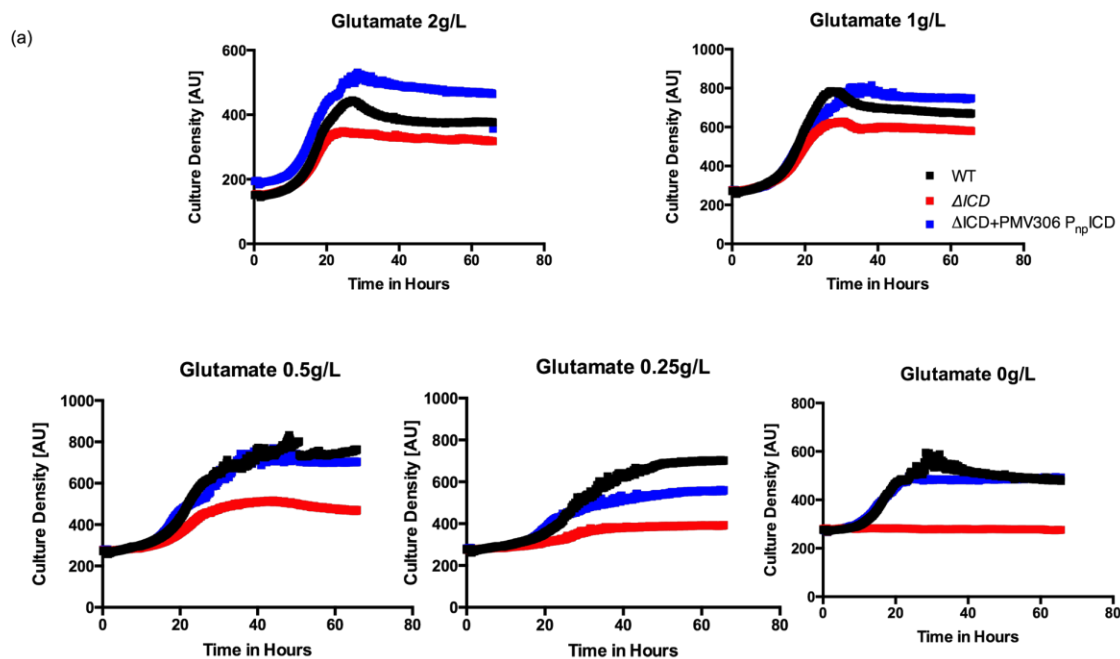 (a)
Glutamate 2g/L
Culture Density [AU]
600
400
200
0
0 20 40 60 80
Time in Hours
Glutamate 1g/L
Culture Density [AU]
1000
800
600
400
200
0 20 40 60 80
Time in Hours
WT
ΔICD
ΔICD+PMV306 PnpICD
Glutamate 0.5g/L
Culture Density [AU]
1000
800
600
400
200
0
0 20 40 60 80
Time in Hours
Glutamate 0.25g/L
Culture Density [AU]
1000
800
600
400
200
0
0 20 40 60 80
Time in Hours
Glutamate 0g/L
Culture Density [AU]
800
600
400
200
0
0 20 40 60 80
Time in Hours